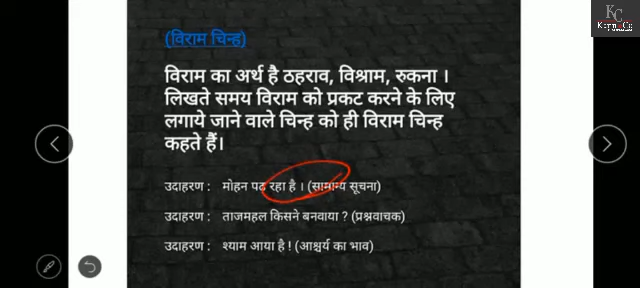 KC
(विराम चिन्ह)
विराम का अर्थ है ठहराव, विश्राम, रुकना ।
लिखते समय विराम को प्रकट करने के लिए
लगाये जाने वाले चिन्ह को ही विराम चिन्ह
कहते हैं।
उदाहरण : मोहन पढ रहा है । (सामान्य सूचना)
उदाहरण : ताजमहल किसने बनवाया ? (प्रश्नवाचक)
उदाहरण : श्याम आया है ! (आश्चर्य का भाव)